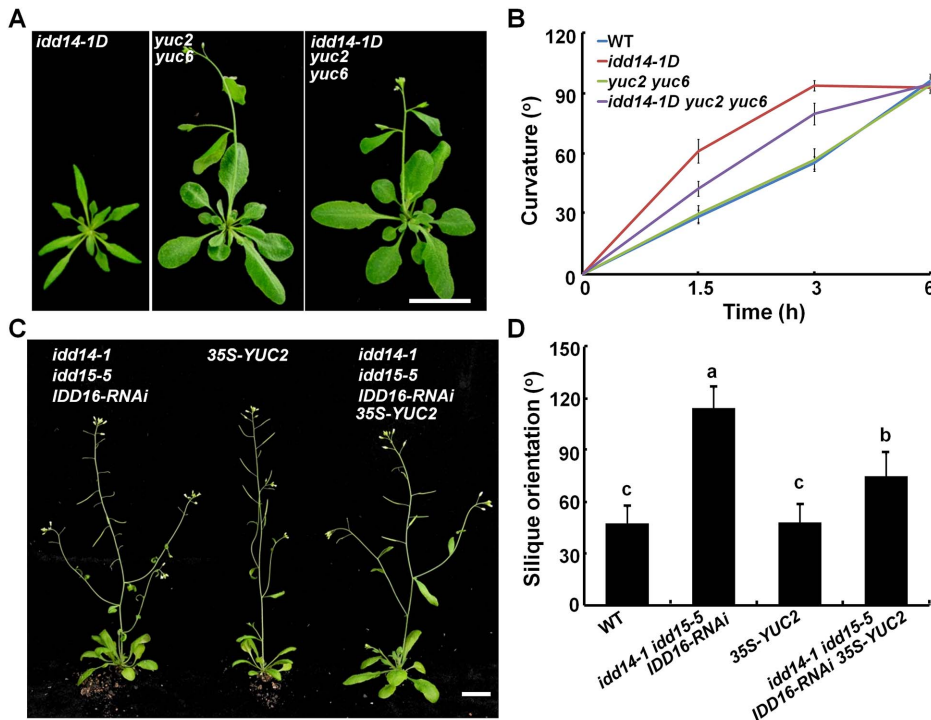 A
idd14-1D
yuc2
yuc6
idd14-1D
yuc2
yuc6
B
120
90
60
30
0
Curvature (o)
WT
idd14-1D
yuc2 yuc6
idd14-1D yuc2 yuc6
0
1.5
3
6
Time (h)
C
idd14-1
idd15-5
IDD16-RNAi
35S-YUC2
idd14-1
idd15-5
IDD16-RNAi
35S-YUC2
D
150
120
90
60
30
0
Silique orientation (o)
c
a
c
b
WT
idd14-1 idd15-5
IDD16-RNAi
35S-YUC2
idd14-1 idd15-5
IDD16-RNAi 35S-YUC2